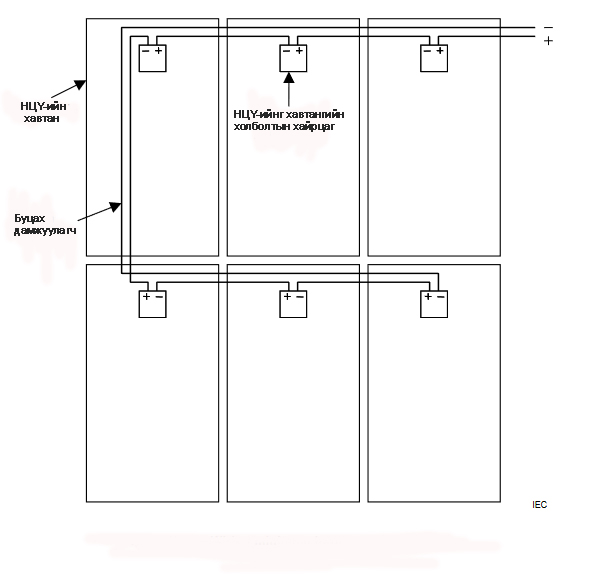 −
− + − + − + +
НЦҮ-ийн
хавтан
НЦҮ-ийнг хавтангийн
холболтын хайрцаг
Буцах
дамжуулагч
+ − + − + −
IEC